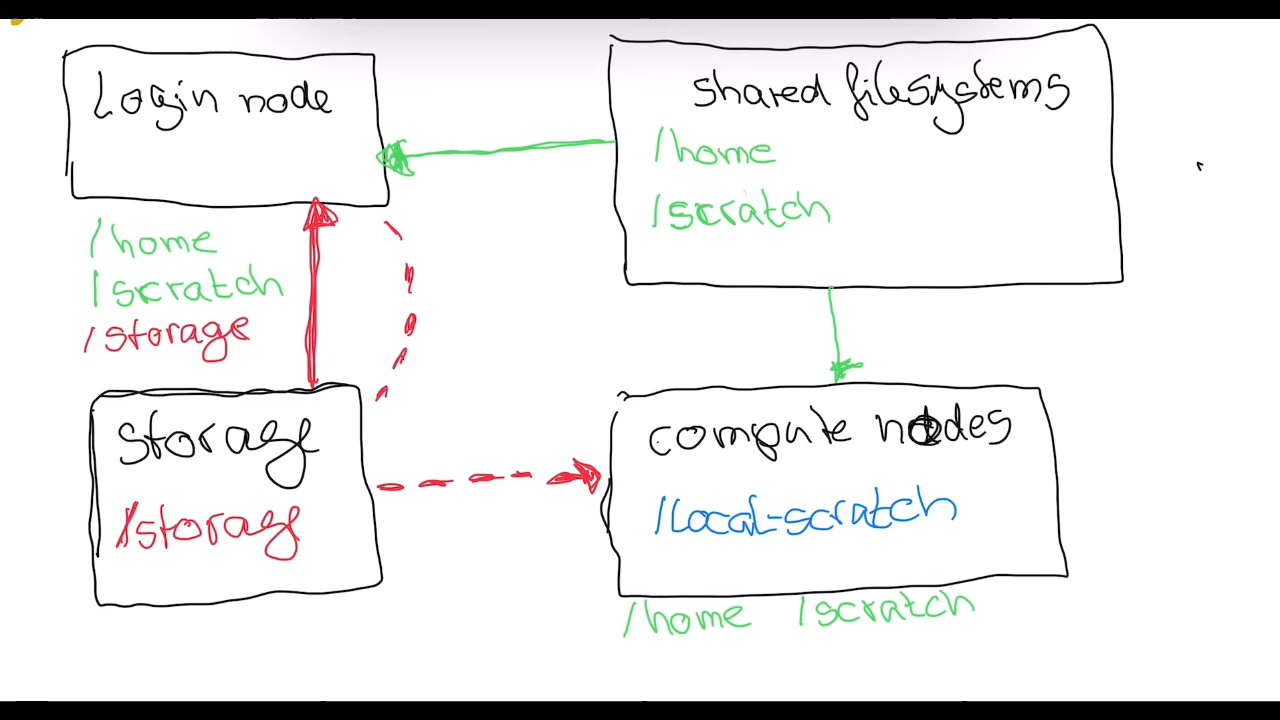 Login node
/home
/scratch
/storage
shared filesystems
/home
/scratch
storage
/storage
compute nodes
/local-scratch
/home /scratch